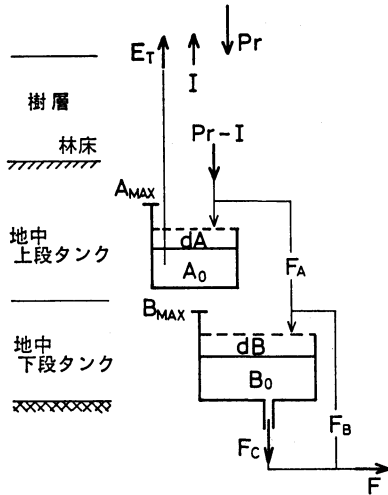 Pr
E_T
I
樹層
Pr-I
林床
A_MAX
地中
上段タンク
dA
A_0
F_A
B_MAX
地中
下段タンク
dB
B_0
F_B
F_C
F